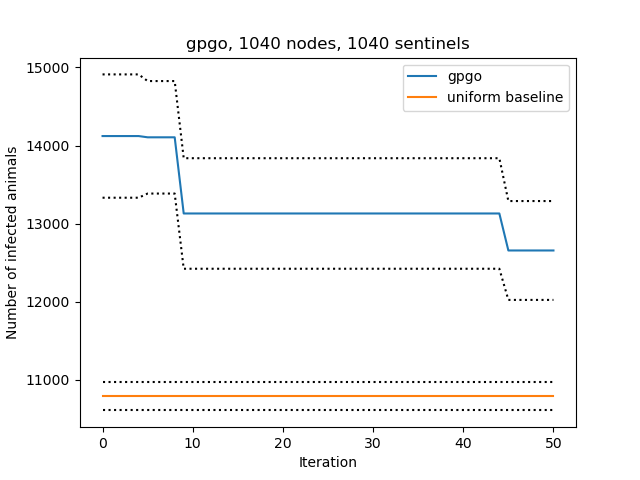 gpgo, 1040 nodes, 1040 sentinels
gpgo
uniform baseline
Number of infected animals
15000
14000
13000
12000
11000
0 10 20 30 40 50
Iteration